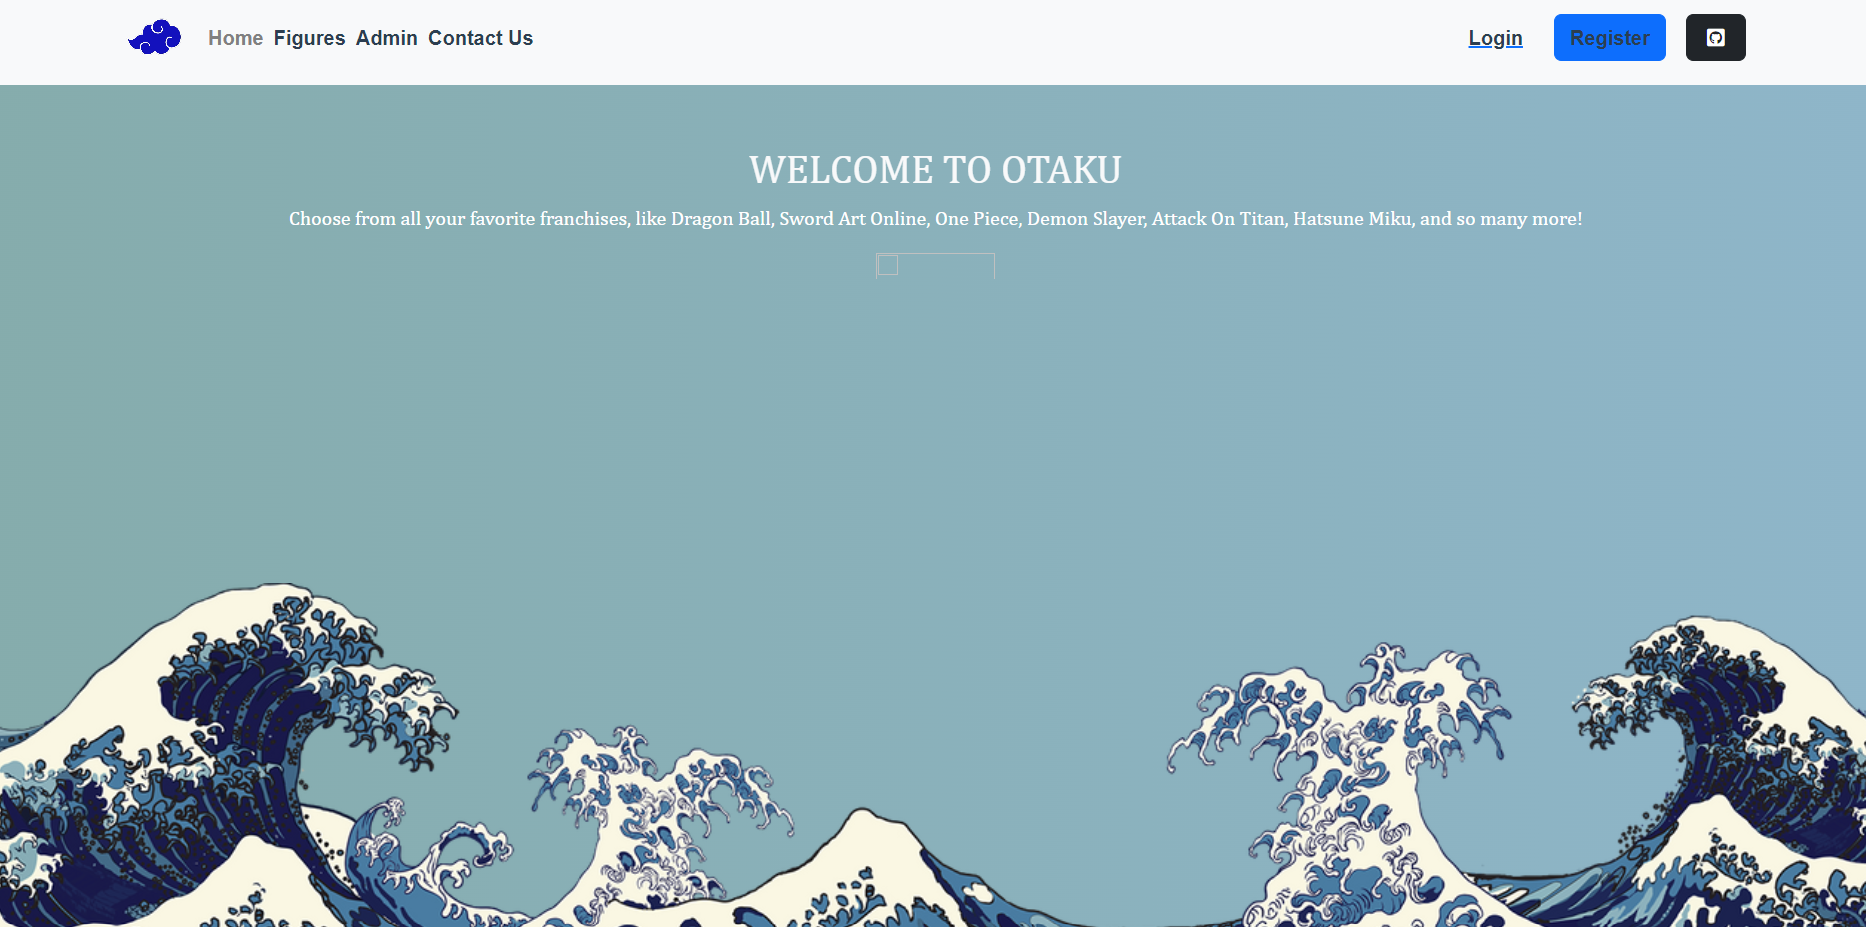 Home Figures Admin Contact Us Login Register
WELCOME TO OTAKU
Choose from all your favorite franchises, like Dragon Ball, Sword Art Online, One Piece, Demon Slayer, Attack On Titan, Hatsune Miku, and so many more!